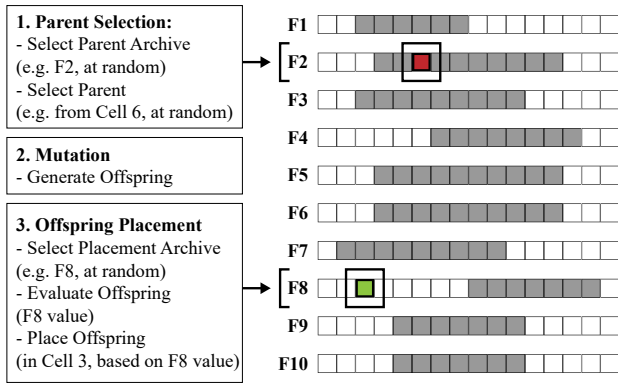 1. Parent Selection:
- Select Parent Archive
(e.g. F2, at random)
- Select Parent
(e.g. from Cell 6, at random)
2. Mutation
- Generate Offspring
3. Offspring Placement
- Select Placement Archive
(e.g. F8, at random)
- Evaluate Offspring
(F8 value)
- Place Offspring
(in Cell 3, based on F8 value)
F1
F2
F3
F4
F5
F6
F7
F8
F9
F10